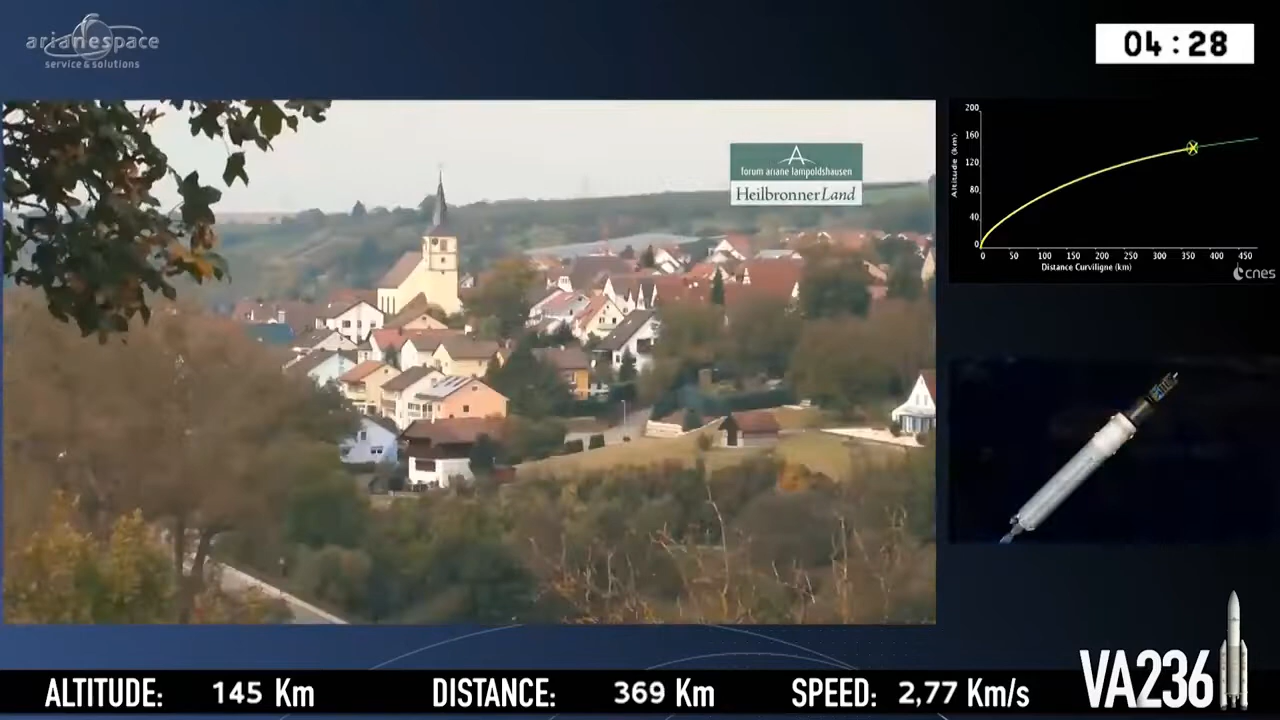 arianespace
service & solutions
04:28
forum ariane lampoldshausen
HeilbronnerLand
200
160
120
80
40
0
Altitude (km)
0 50 100 150 200 250 300 350 400 450
Distance Curviligne (km)
cnes
VA236
ALTITUDE: 145 Km DISTANCE: 369 Km SPEED: 2,77 Km/s